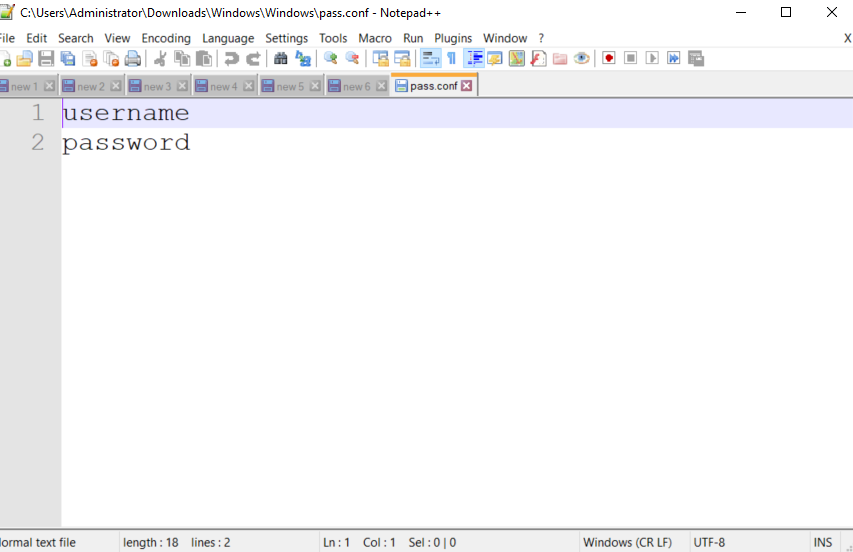 C:\Users\Administrator\Downloads\Windows\Windows\pass.conf - Notepad++
File Edit Search View Encoding Language Settings Tools Macro Run Plugins Window ? X
new 1 new 2 new 3 new 4 new 5 new 6 pass.conf
1 username
2 password
Normal text file length : 18 lines : 2 Ln : 1 Col : 1 Sel : 0 | 0 Windows (CR LF) UTF-8 INS